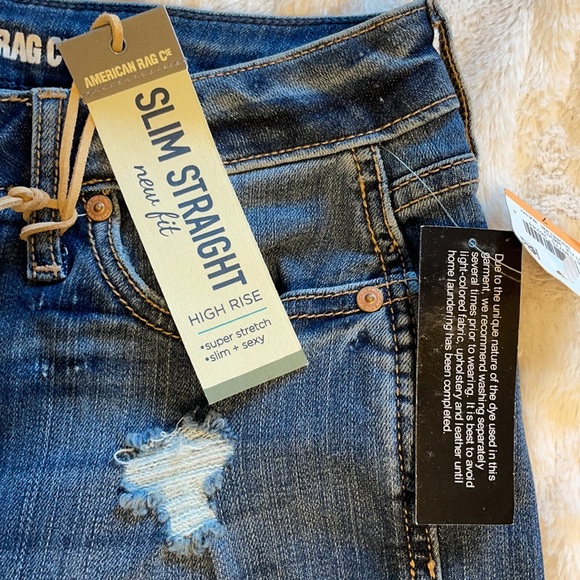 RAG C
AMERICAN RAG CIE
SLIM STRAIGHT
new fit
HIGH RISE
•super stretch
•slim + sexy
Due to the unique nature of the dye used in this
garment, we recommend washing separately
several times prior to wearing. It is best to avoid
light-colored fabric, upholstery and leather until
home laundering has been completed.